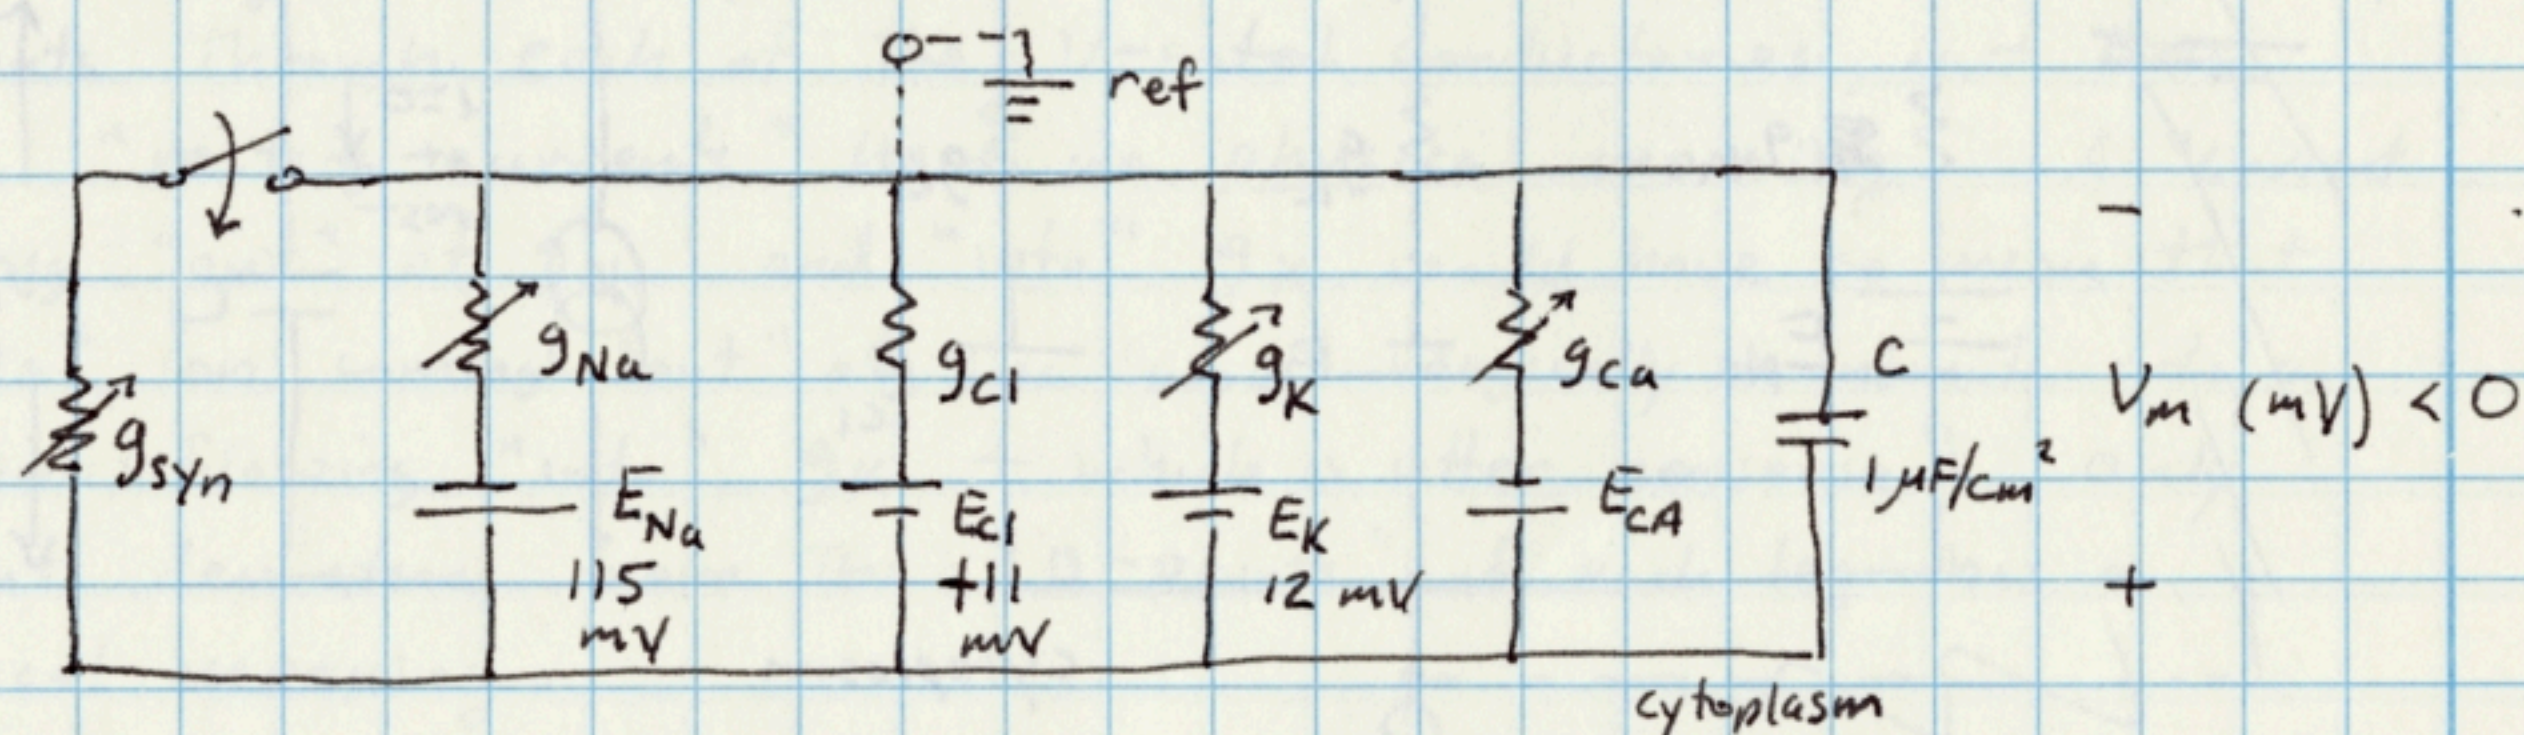 ref
gNa
gCl
gK
gCa
C
Vm (mV) < 0
gsyn
ENa
115
mV
ECl
+11
mV
EK
12 mV
ECA
1 μF/cm²
-
+
cytoplasm